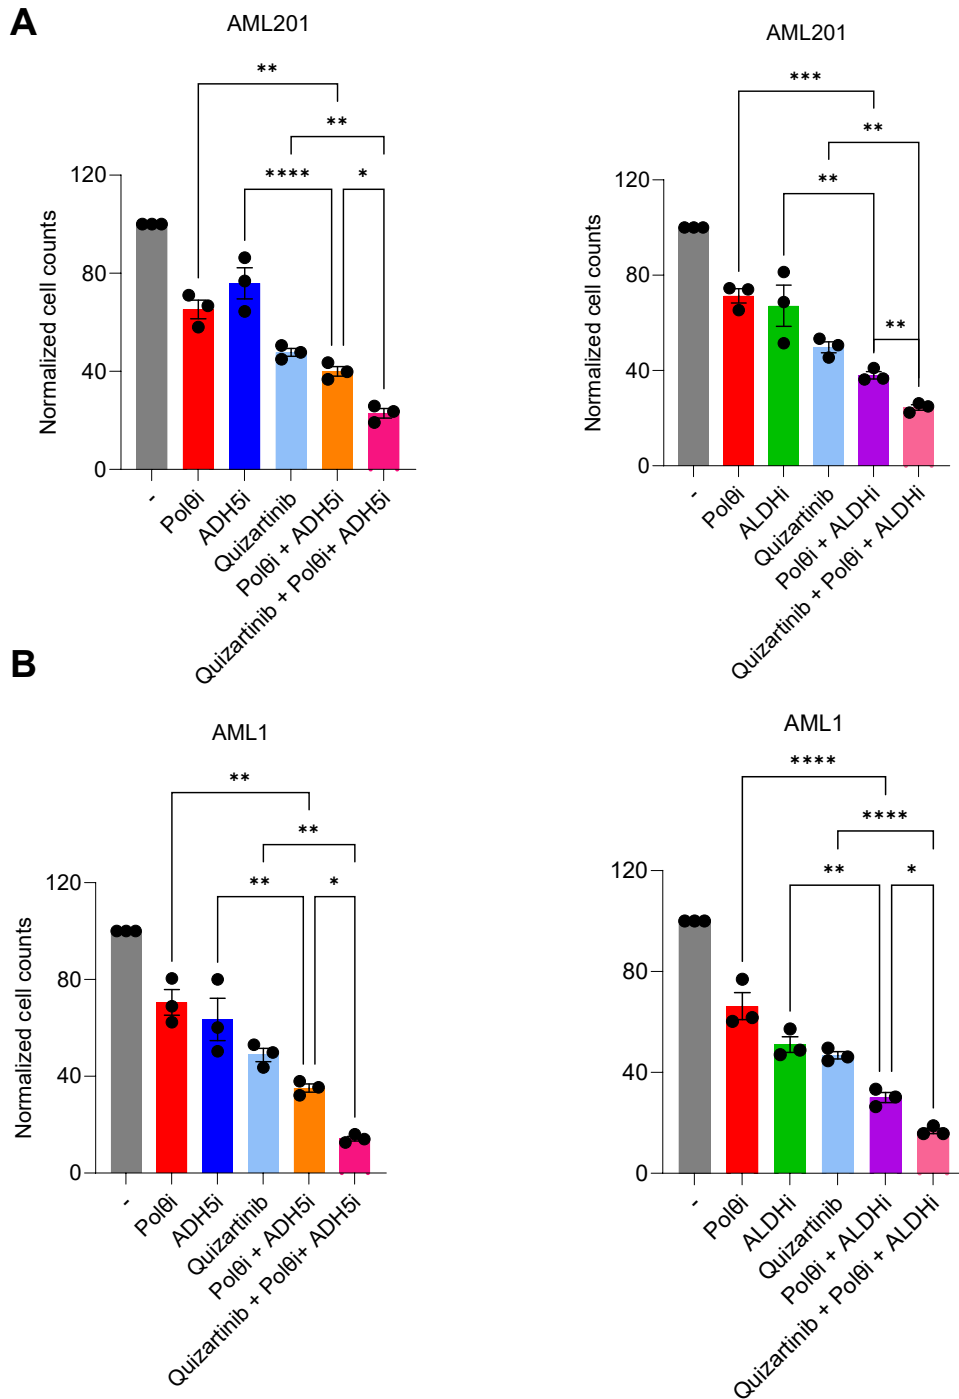 A
AML201
**
**
****
*
Normalized cell counts
120
80
40
0
-
Polθi
ADH5i
Quizartinib
Polθi + ADH5i
Quizartinib + Polθi+ ADH5i
AML201
***
**
**
**
Normalized cell counts
120
80
40
0
-
Polθi
ALDHi
Quizartinib
Polθi + ALDHi
Quizartinib + Polθi + ALDHi
B
AML1
**
**
**
*
Normalized cell counts
120
80
40
0
-
Polθi
ADH5i
Quizartinib
Polθi + ADH5i
Quizartinib + Polθi+ ADH5i
AML1
****
****
**
*
Normalized cell counts
120
80
40
0
-
Polθi
ALDHi
Quizartinib
Polθi + ALDHi
Quizartinib + Polθi + ALDHi